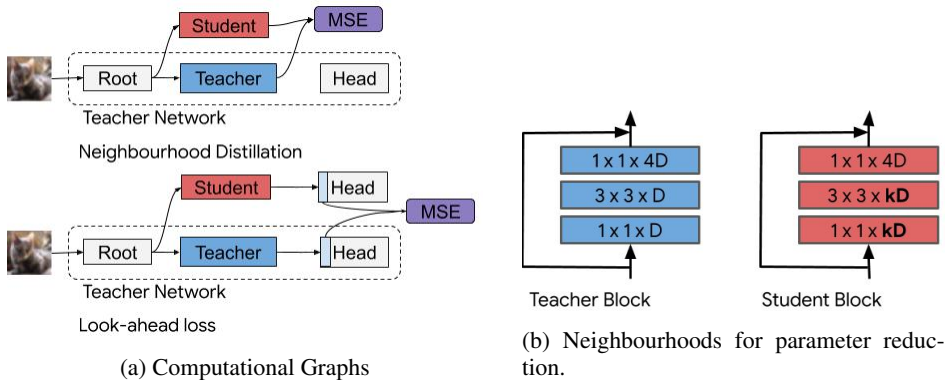 Student
MSE
Root
Teacher
Head
Teacher Network
Neighbourhood Distillation
Student
Head
MSE
Root
Teacher
Head
Teacher Network
Look-ahead loss
(a) Computational Graphs
1 x 1 x 4D
3 x 3 x D
1 x 1 x D
Teacher Block
1 x 1 x 4D
3 x 3 x kD
1 x 1 x kD
Student Block
(b) Neighbourhoods for parameter reduc-
tion.